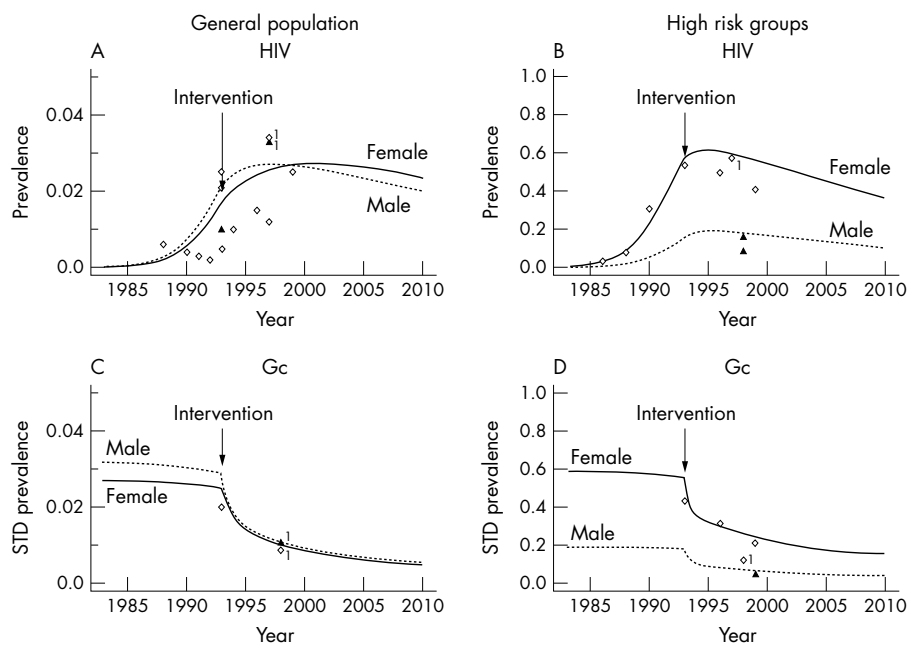 General population
High risk groups
A
HIV
Prevalence
0.04
0.02
0.0
Intervention
1
1
Female
Male
1985
1990
1995
2000
2005
2010
Year
B
HIV
Prevalence
1.0
0.8
0.6
0.4
0.2
0.0
Intervention
1
Female
Male
1985
1990
1995
2000
2005
2010
Year
C
Gc
STD prevalence
0.04
0.02
0.0
Intervention
Male
Female
1
1
1985
1990
1995
2000
2005
2010
Year
D
Gc
STD prevalence
1.0
0.8
0.6
0.4
0.2
0.0
Intervention
Female
Male
1
1985
1990
1995
2000
2005
2010
Year